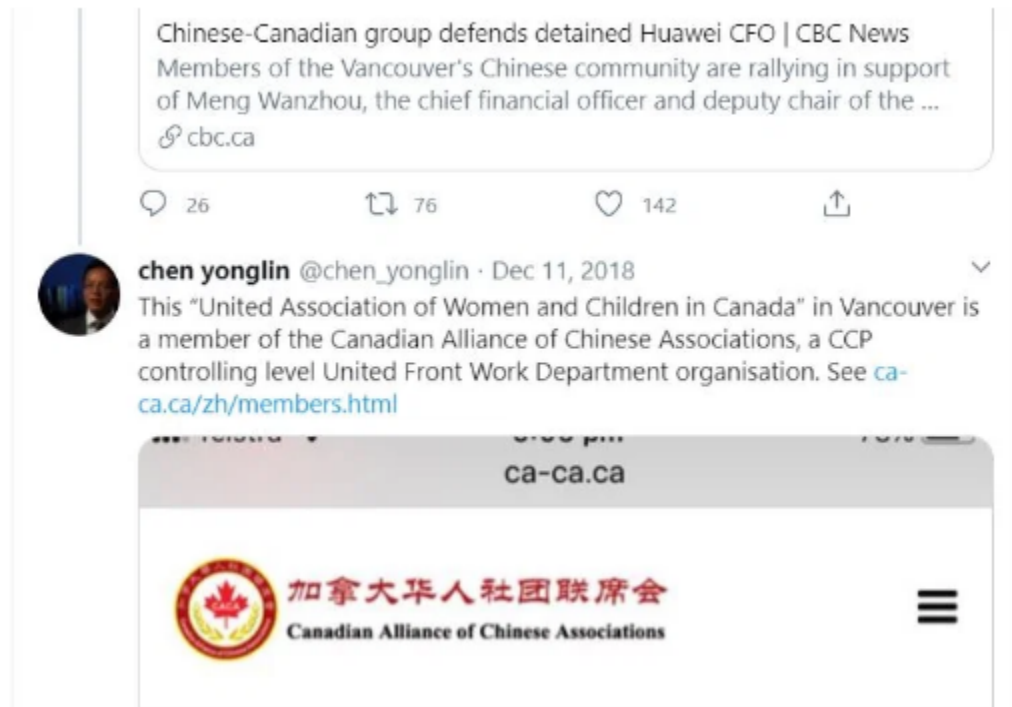 Chinese-Canadian group defends detained Huawei CFO | CBC News
Members of the Vancouver's Chinese community are rallying in support
of Meng Wanzhou, the chief financial officer and deputy chair of the ...
cbc.ca
26 76 142
chen yonglin @chen_yonglin · Dec 11, 2018
This “United Association of Women and Children in Canada” in Vancouver is
a member of the Canadian Alliance of Chinese Associations, a CCP
controlling level United Front Work Department organisation. See ca-
ca.ca/zh/members.html
Telstra
ca-ca.ca
CACA
加拿大华人社团联席会
Canadian Alliance of Chinese Associations